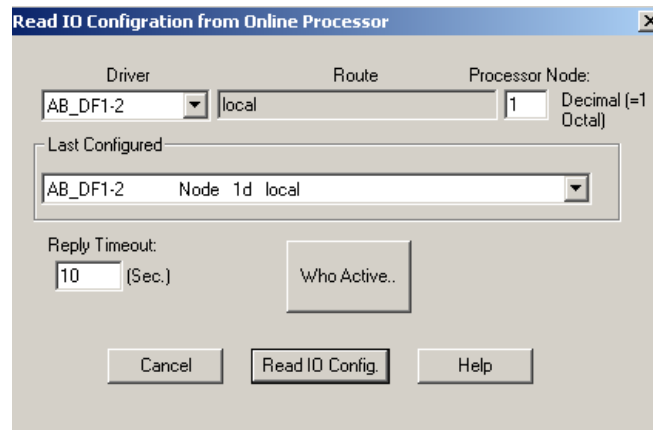 Read IO Configration from Online Processor
Driver Route Processor Node:
AB_DF1-2 local 1 Decimal (=1
Octal)
Last Configured
AB_DF1-2 Node 1d local
Reply Timeout:
10 (Sec.) Who Active..
Cancel Read IO Config. Help